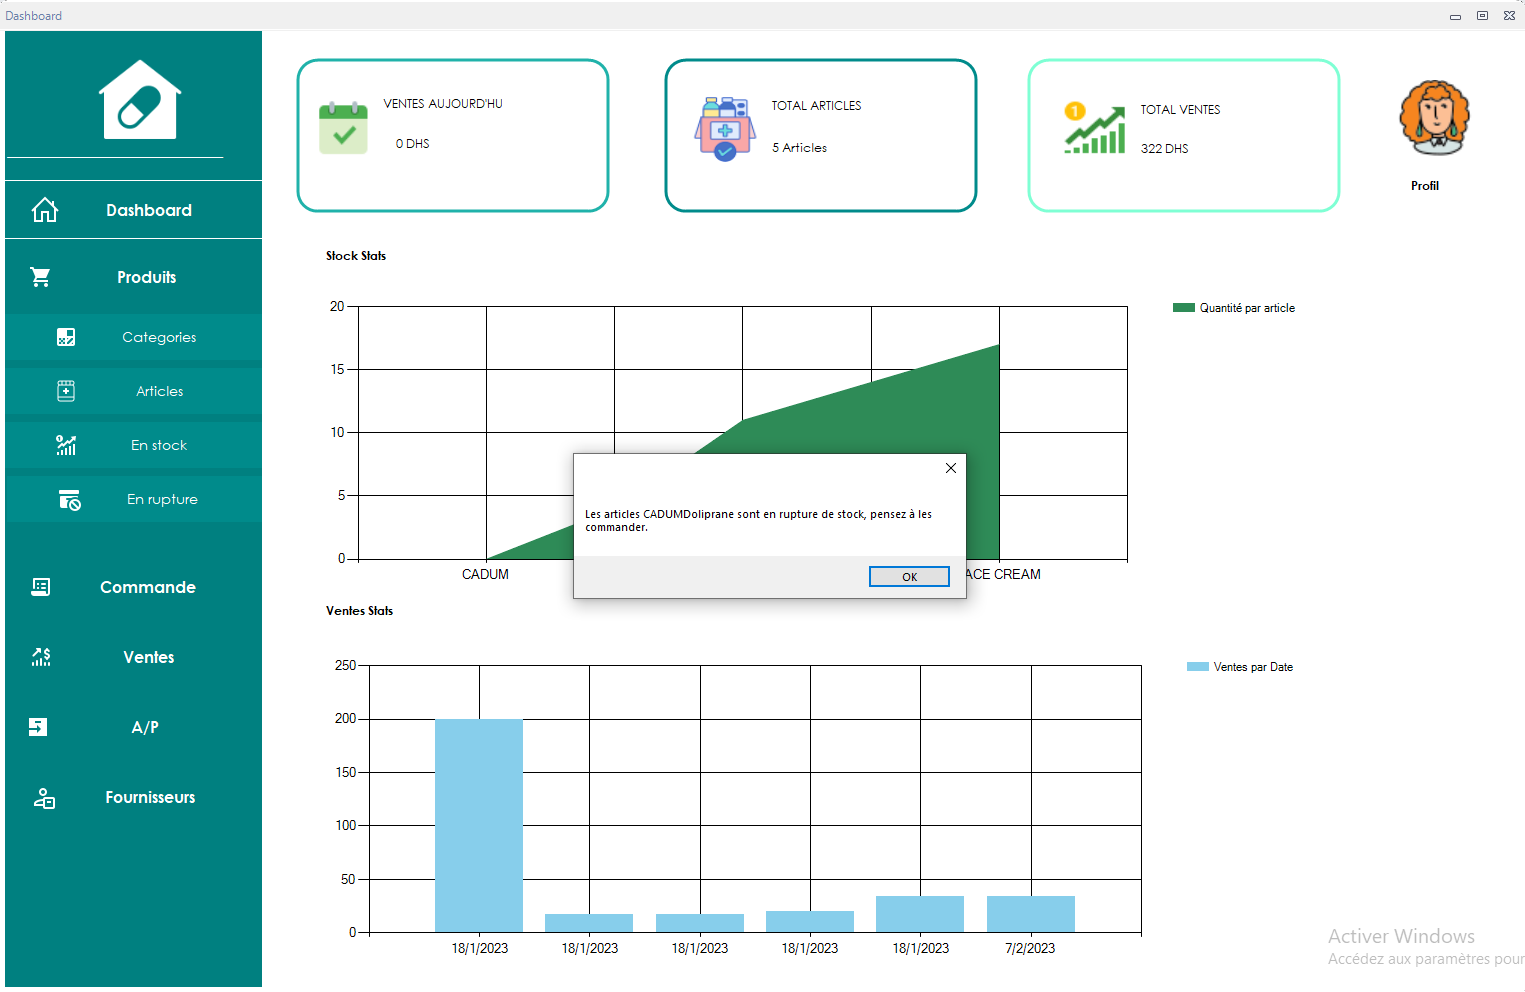 Dashboard
Dashboard
Produits
Categories
Articles
En stock
En rupture
Commande
Ventes
A/P
Fournisseurs
VENTES AUJOURD'HU
0 DHS
TOTAL ARTICLES
5 Articles
1
TOTAL VENTES
322 DHS
Profil
Stock Stats
20
15
10
5
0
CADUM
ACE CREAM
Quantité par article
Les articles CADUMDoliprane sont en rupture de stock, pensez à les
commander.
OK
Ventes Stats
250
200
150
100
50
0
18/1/2023 18/1/2023 18/1/2023 18/1/2023 18/1/2023 7/2/2023
Ventes par Date
Activer Windows
Accédez aux paramètres pour